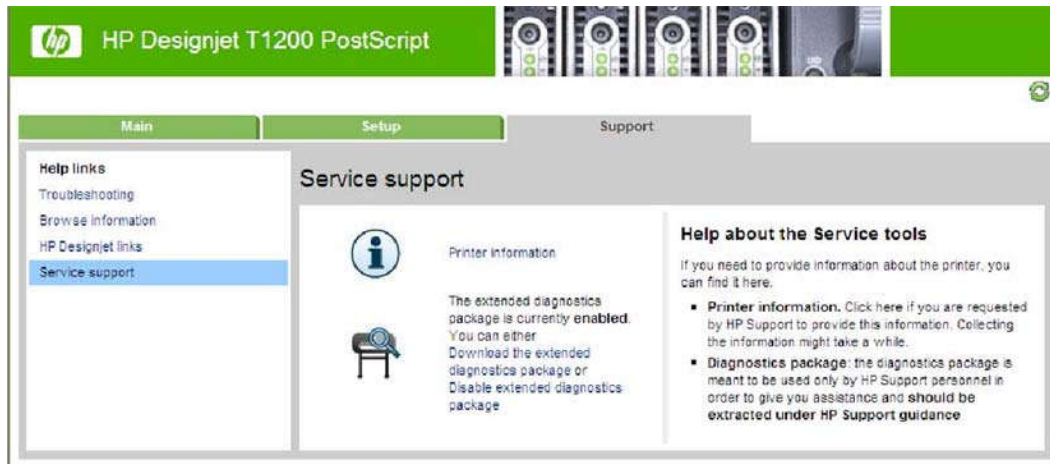 hp HP Designjet T1200 PostScript
Main Setup Support
Help links
Troubleshooting
Browse information
HP Designjet links
Service support
Service support
Printer information
The extended diagnostics
package is currently enabled.
You can either
Download the extended
diagnostics package or
Disable extended diagnostics
package
Help about the Service tools
If you need to provide information about the printer, you
can find it here.
▪ Printer information. Click here if you are requested
by HP Support to provide this information. Collecting
the information might take a while.
▪ Diagnostics package: the diagnostics package is
meant to be used only by HP Support personnel in
order to give you assistance and should be
extracted under HP Support guidance